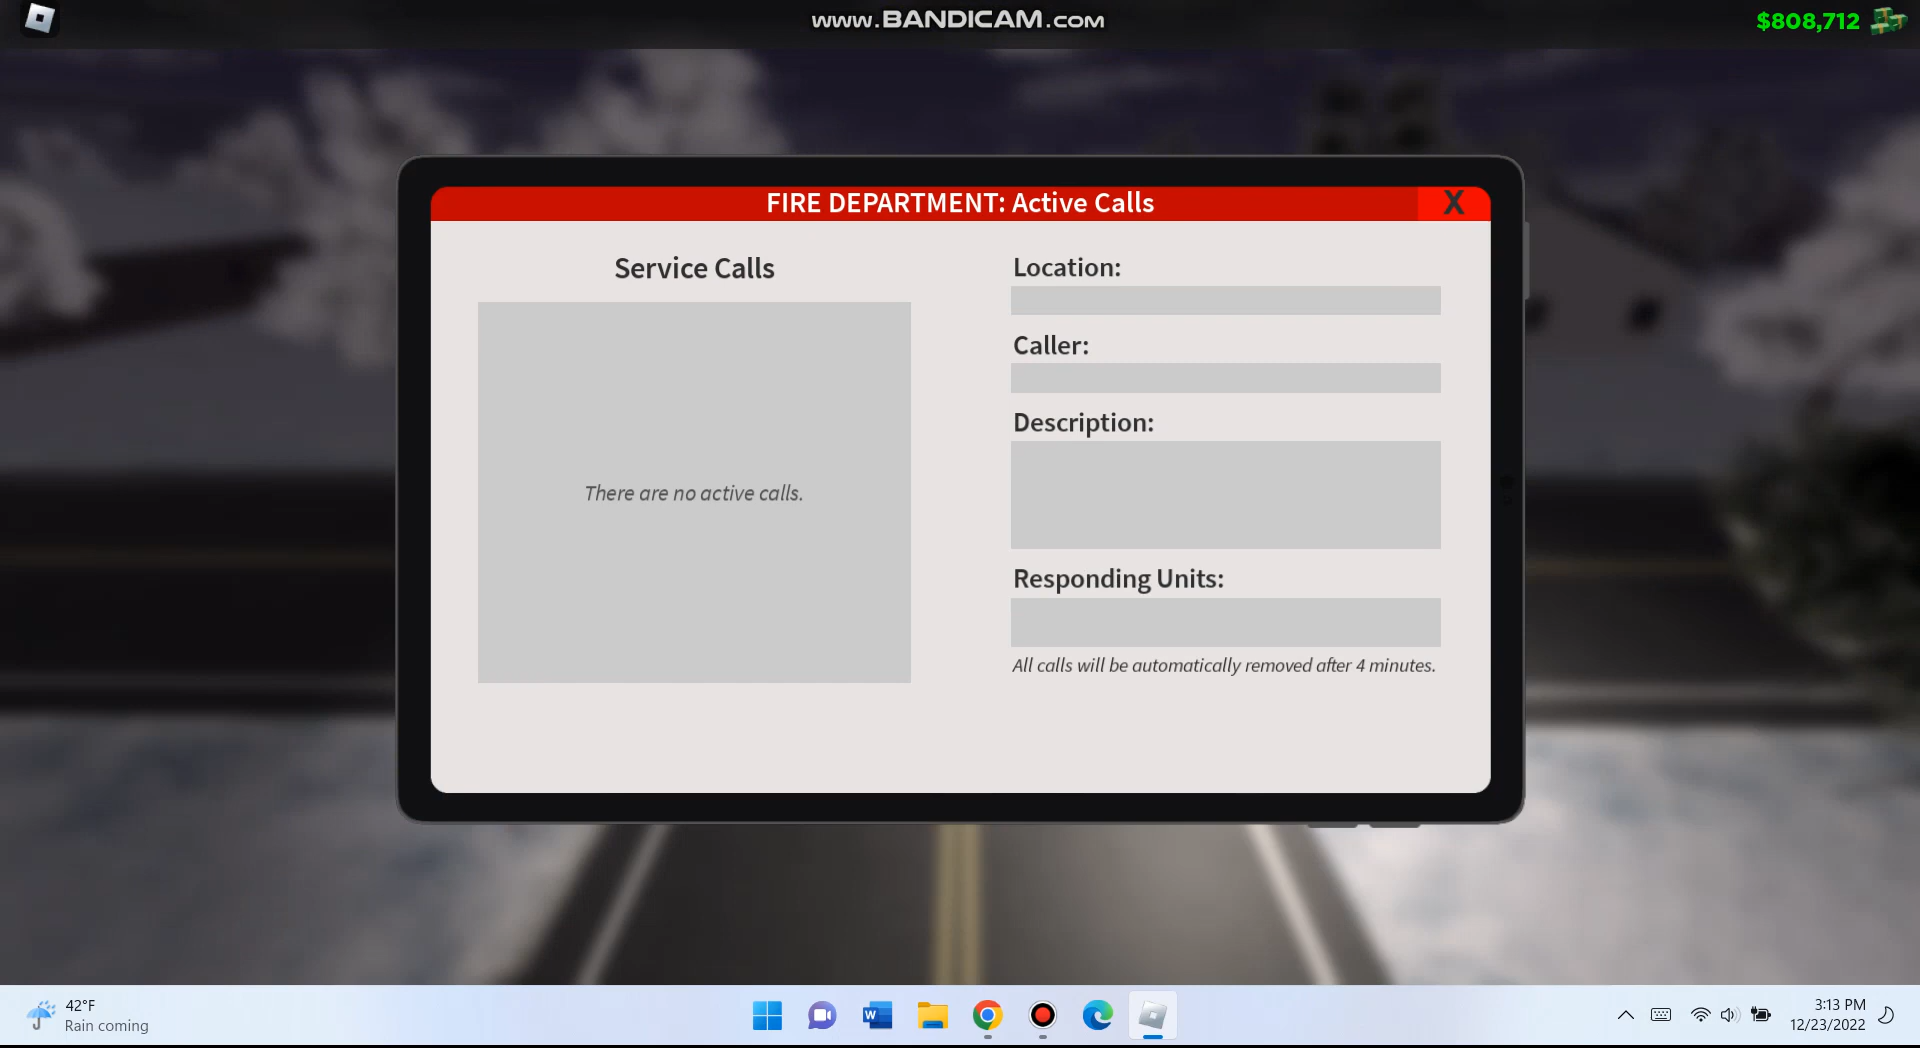 www.BANDICAM.com
$808,712
FIRE DEPARTMENT: Active Calls
X
Service Calls
There are no active calls.
Location:
Caller:
Description:
Responding Units:
All calls will be automatically removed after 4 minutes.
42°F
Rain coming
W
3:13 PM
12/23/2022